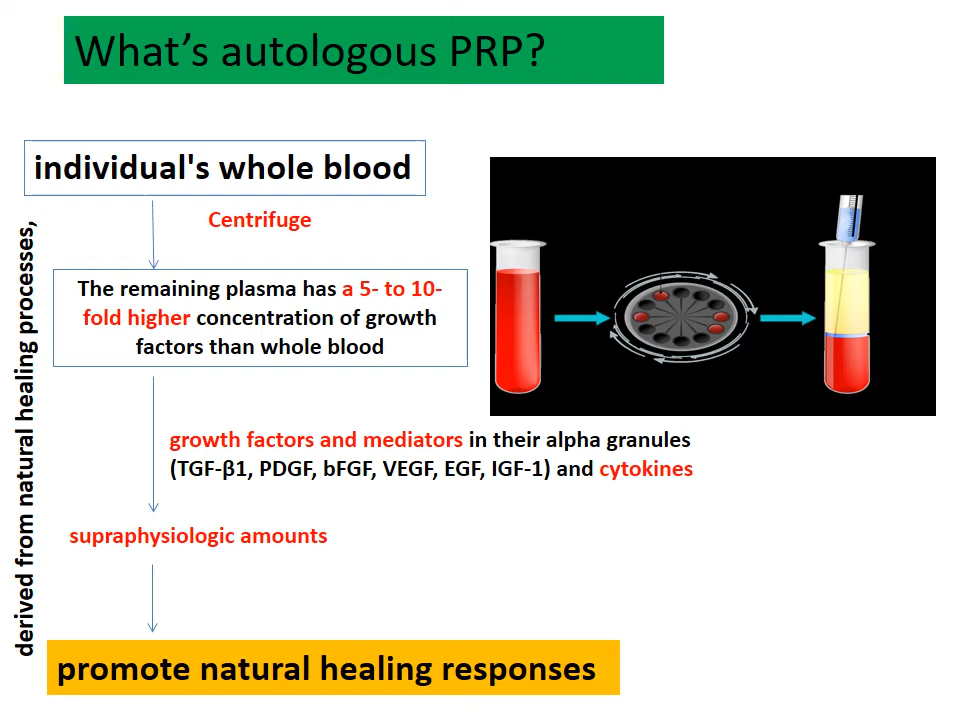 What's autologous PRP?
individual's whole blood
Centrifuge
The remaining plasma has a 5- to 10-
fold higher concentration of growth
factors than whole blood
growth factors and mediators in their alpha granules
(TGF-β1, PDGF, bFGF, VEGF, EGF, IGF-1) and cytokines
supraphysiologic amounts
promote natural healing responses
derived from natural healing processes,